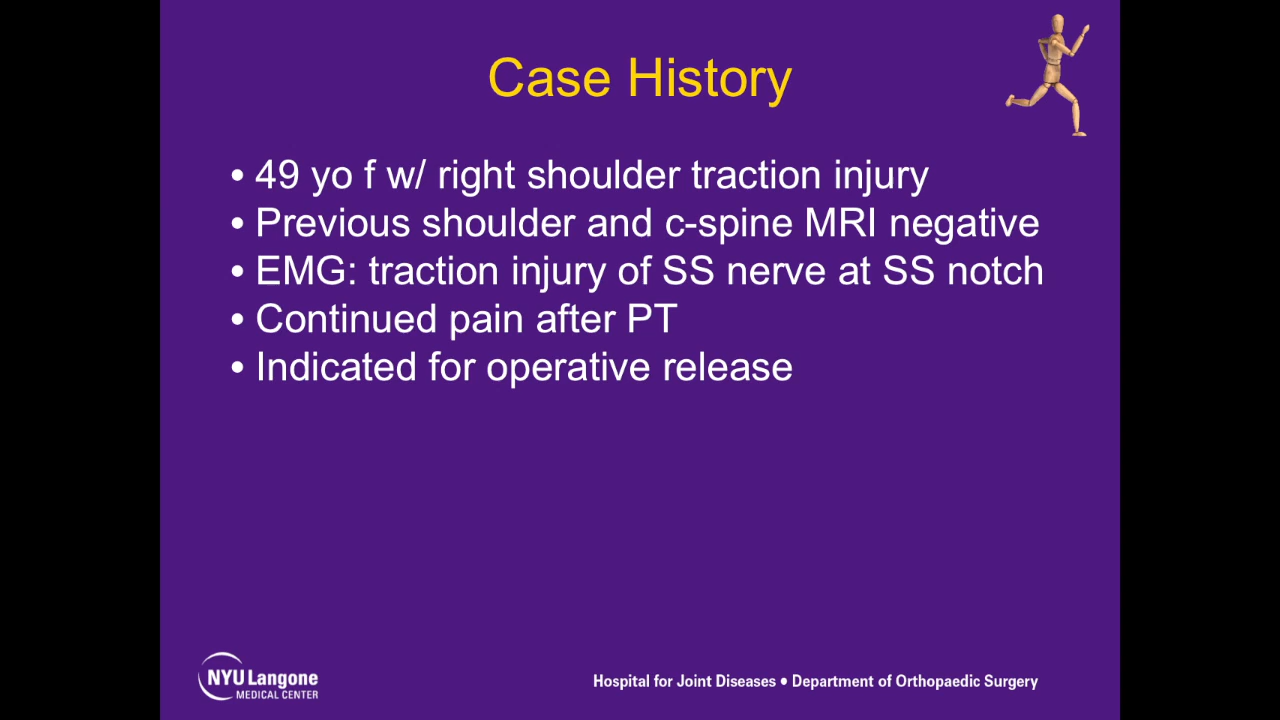 Case History
• 49 yo f w/ right shoulder traction injury
• Previous shoulder and c-spine MRI negative
• EMG: traction injury of SS nerve at SS notch
• Continued pain after PT
• Indicated for operative release
NYU Langone
MEDICAL CENTER
Hospital for Joint Diseases • Department of Orthopaedic Surgery